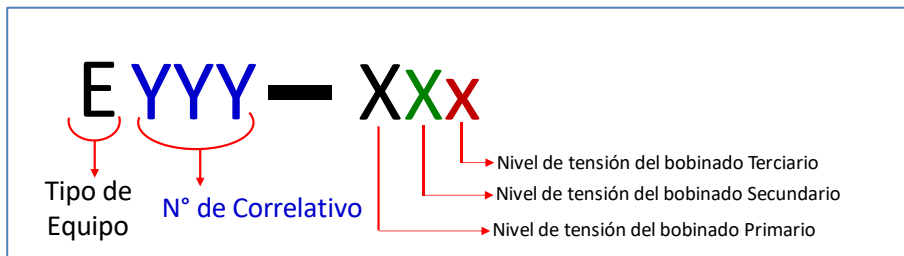 E YYY – XXx
Nivel de tensión del bobinado Terciario
Nivel de tensión del bobinado Secundario
Nivel de tensión del bobinado Primario
Tipo de
Equipo
N° de Correlativo